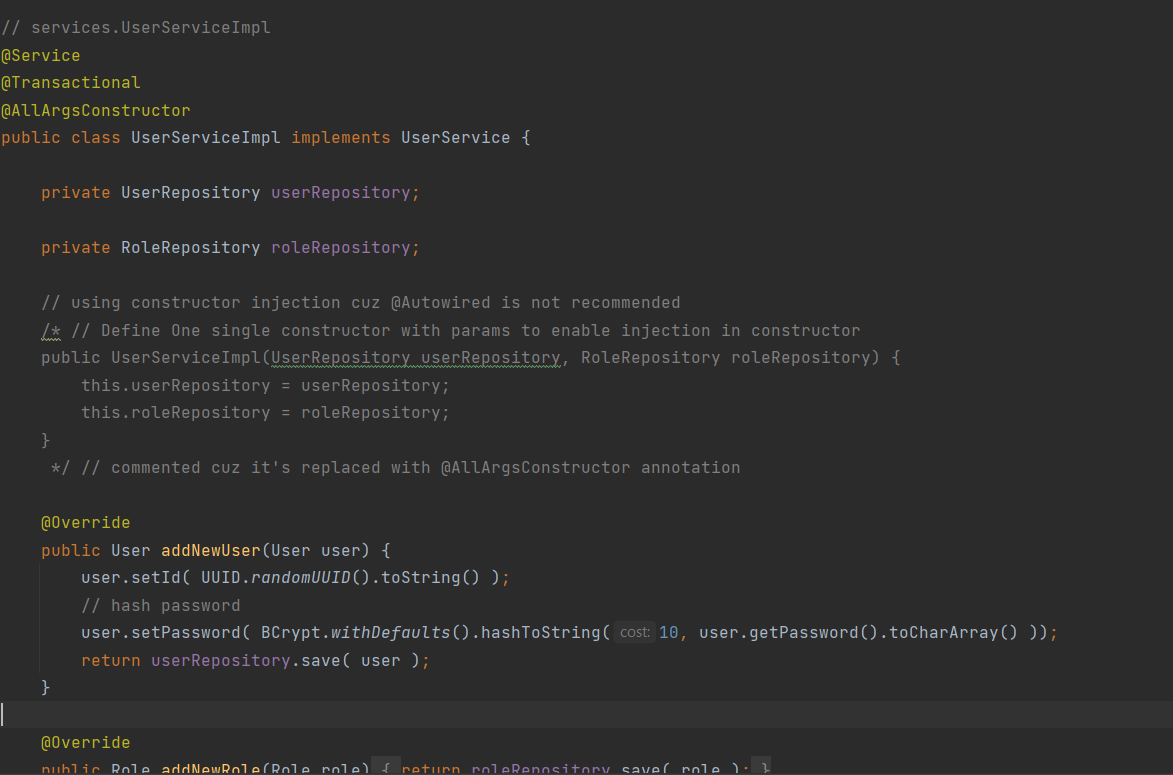 // services.UserServiceImpl
@Service
@Transactional
@AllArgsConstructor
public class UserServiceImpl implements UserService {
    private UserRepository userRepository;
    private RoleRepository roleRepository;
    // using constructor injection cuz @Autowired is not recommended
    /* // Define One single constructor with params to enable injection in constructor
    public UserServiceImpl(UserRepository userRepository, RoleRepository roleRepository) {
        this.userRepository = userRepository;
        this.roleRepository = roleRepository;
    }
     */ // commented cuz it's replaced with @AllArgsConstructor annotation
    @Override
    public User addNewUser(User user) {
        user.setId( UUID.randomUUID().toString() );
        // hash password
        user.setPassword( BCrypt.withDefaults().hashToString( cost: 10, user.getPassword().toCharArray() ));
        return userRepository.save( user );
    }
    @Override
    public Role addNewRole(Role role) { return roleRepository.save( role ); }